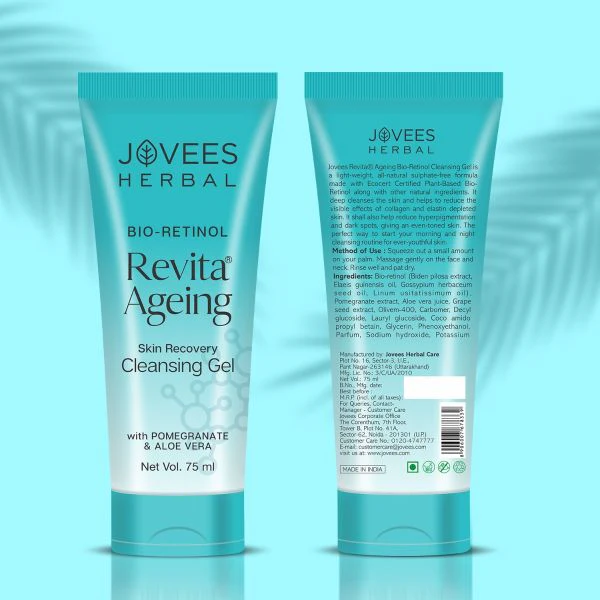 JOVEES
HERBAL
BIO-RETINOL
Revita®
Ageing
Skin Recovery
Cleansing Gel
with POMEGRANATE
& ALOE VERA
Net Vol. 75 ml
JOVEES
HERBAL
Jovees Revita® Ageing Bio-Retinol Cleansing Gel is
a light-weight, all-natural sulphate-free formula
made with Ecocert Certified Plant-Based Bio-
Retinol along with other natural ingredients. It
deep cleanses the skin and helps to reduce the
visible effects of collagen and elastin depleted
skin. It shall also help reduce hyperpigmentation
and dark spots, giving an even-toned skin. The
perfect way to start your morning and night
cleansing routine for ever-youthful skin.
Method of Use : Squeeze out a small amount
on your palm. Massage gently on the face and
neck. Rinse well and pat dry.
Ingredients: Bio-retinol (Biden pilosa extract,
Elaeis guinensis oil, Gossypium herbaceum
seed oil, Linum usitatissimum oil),
Pomegranate extract, Aloe vera juice, Grape
seed extract, Olivem-400, Carbomer, Decyl
glucoside, Lauryl glucoside, Coco amido
propyl betain, Glycerin, Phenoxyethanol,
Parfum, Sodium hydroxide, Potassium
Manufactured by: Jovees Herbal Care
Plot No. 16, Sector-3, I.I.E.,
Pant Nagar-263146 (Uttarakhand)
Mfg. Lic. No.: 3/C/UA/2010
Net Vol.: 75 ml
B.No., Mfg. date:
Best before :
M.R.P. (incl. of all taxes)
For Queries, Contact-
Manager - Customer Care
Jovees Corporate Office
The Corenthum, 7th Floor,
Tower B, Plot No. 41A,
Sector-62, Noida - 201301 (U.P.)
Customer Care No.: 0120-4747777
E-mail: customercare@jovees.com
www.jovees.com
MADE IN INDIA